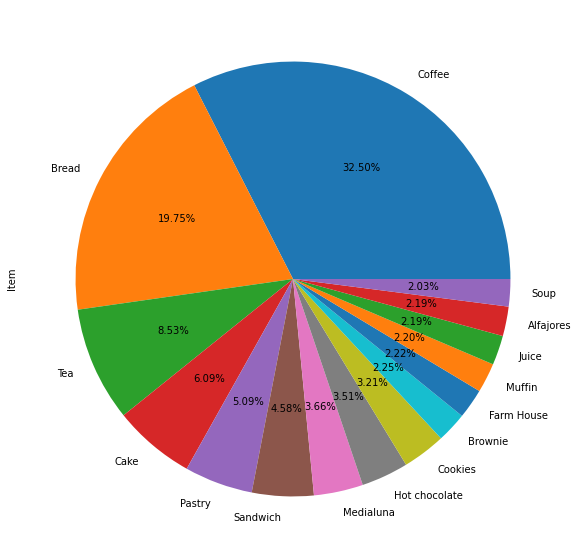 Coffee
32.50%
Bread
19.75%
Item
Tea
8.53%
Cake
6.09%
Pastry
5.09%
Sandwich
4.58%
Medialuna
3.66%
Hot chocolate
3.51%
Cookies
3.21%
Brownie
2.25%
Farm House
2.22%
Muffin
2.20%
Juice
2.19%
Alfajores
2.19%
Soup
2.03%